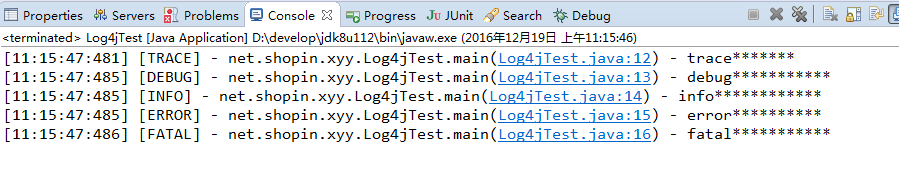 Properties Servers Problems Console Progress JUnit Search Debug
<terminated> Log4jTest [Java Application] D:\develop\jdk8u112\bin\javaw.exe (2016年12月19日 上午11:15:46)
[11:15:47:481] [TRACE] - net.shopin.xyy.Log4jTest.main(Log4jTest.java:12) - trace*******
[11:15:47:485] [DEBUG] - net.shopin.xyy.Log4jTest.main(Log4jTest.java:13) - debug***********
[11:15:47:485] [INFO] - net.shopin.xyy.Log4jTest.main(Log4jTest.java:14) - info************
[11:15:47:485] [ERROR] - net.shopin.xyy.Log4jTest.main(Log4jTest.java:15) - error**********
[11:15:47:486] [FATAL] - net.shopin.xyy.Log4jTest.main(Log4jTest.java:16) - fatal***********